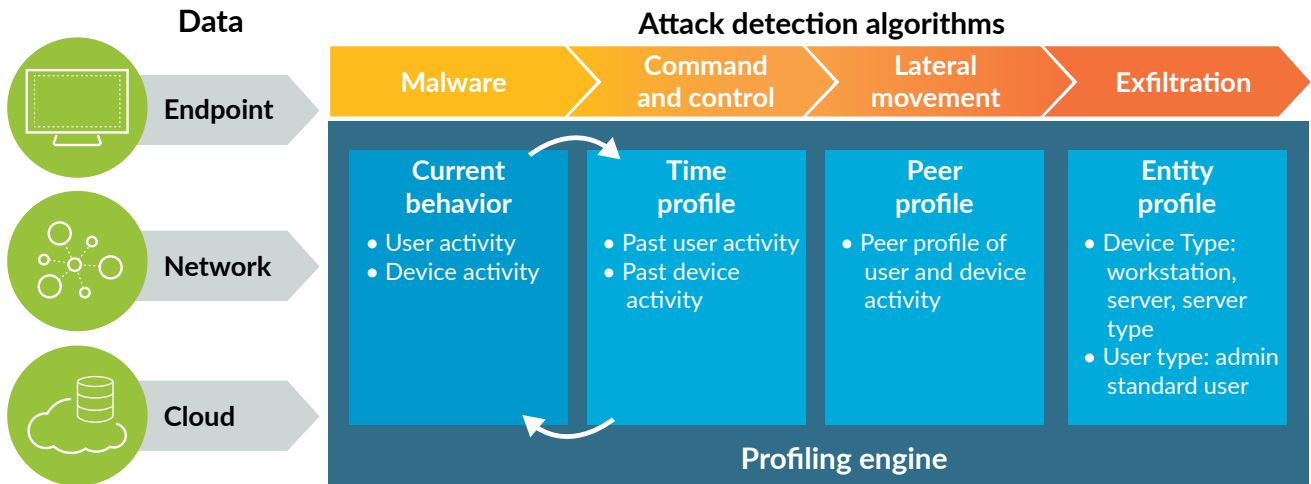 Data
Endpoint
Network
Cloud
Attack detection algorithms
Malware
Command
and control
Lateral
movement
Exfiltration
Current
behavior
• User activity
• Device activity
Time
profile
• Past user activity
• Past device
activity
Peer
profile
• Peer profile of
user and device
activity
Entity
profile
• Device Type:
workstation,
server, server
type
• User type: admin
standard user
Profiling engine